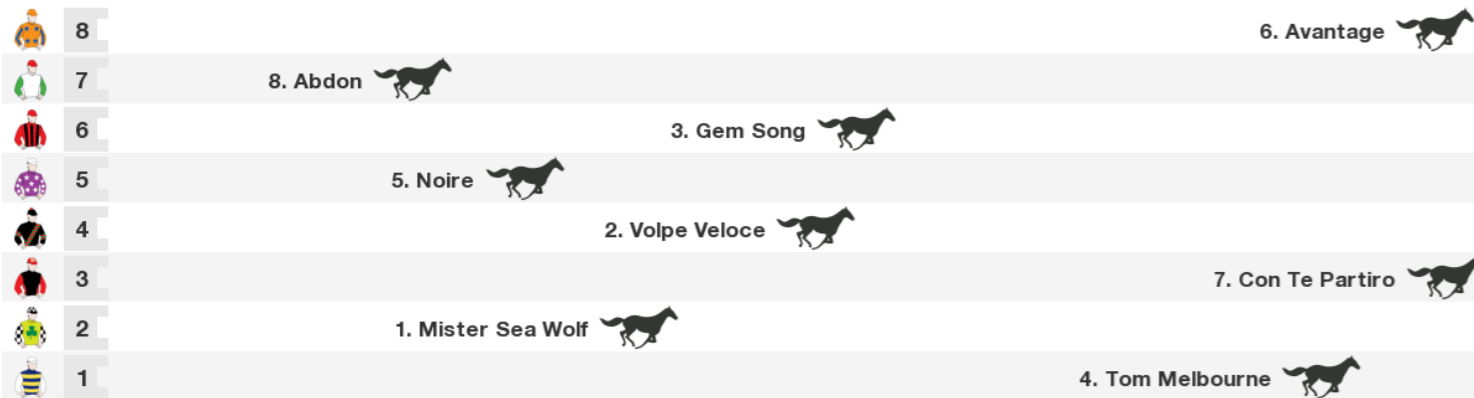 8 6. Avantage
7 8. Abdon
6 3. Gem Song
5 5. Noire
4 2. Volpe Veloce
3 7. Con Te Partiro
2 1. Mister Sea Wolf
1 4. Tom Melbourne